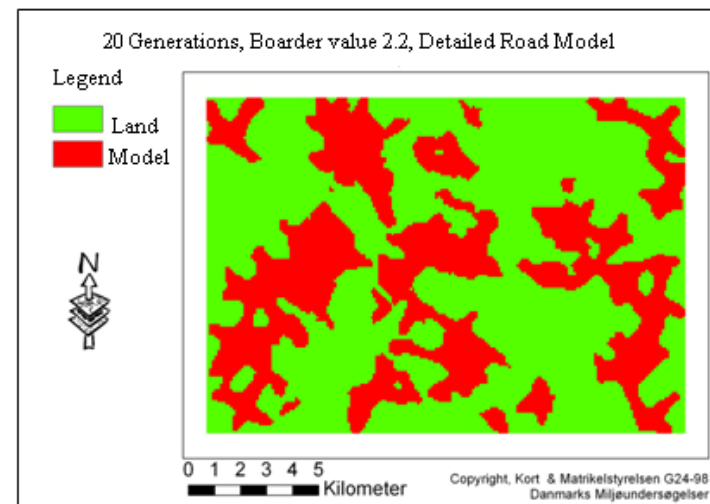 20 Generations, Boarder value 2.2, Detailed Road Model
Legend
Land
Model
N
0 1 2 3 4 5
Kilometer
Copyright, Kort & Matrikelstyrelsen G24-98
Danmarks Miljøundersøgelser